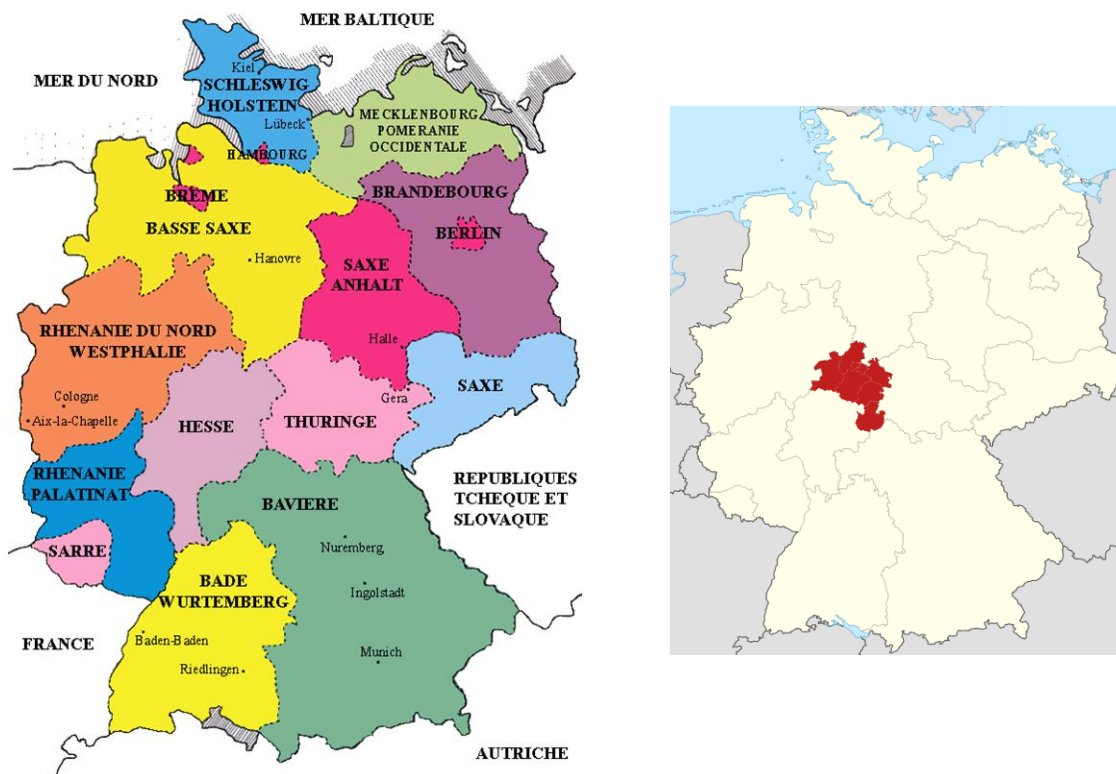 MER BALTIQUE
MER DU NORD
Kiel
SCHLESWIG
HOLSTEIN
Lübeck
MECKLENBOURG
POMERANIE
OCCIDENTALE
HAMBOURG
BREME
BRANDEBOURG
BASSE SAXE
BERLIN
Hanovre
SAXE
ANHALT
RHENANIE DU NORD
WESTPHALIE
Halle
SAXE
Cologne
Gera
Aix-la-Chapelle
HESSE
THURINGE
RHENANIE
PALATINAT
REPUBLIQUES
TCHEQUE ET
SLOVAQUE
BAVIERE
Nuremberg
SARRE
BADE
WURTEMBERG
Ingolstadt
FRANCE
Baden-Baden
Munich
Riedlingen
AUTRICHE